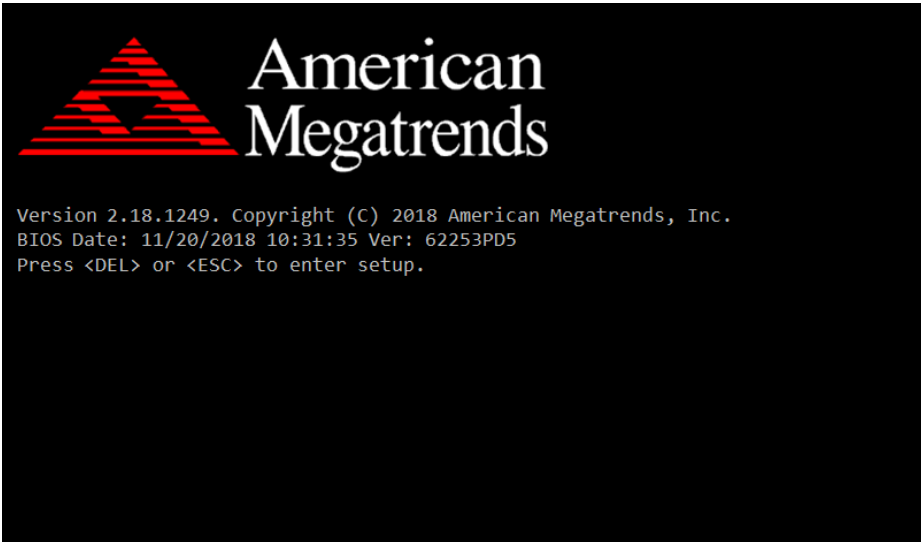 American
Megatrends
Version 2.18.1249. Copyright (C) 2018 American Megatrends, Inc.
BIOS Date: 11/20/2018 10:31:35 Ver: 62253PD5
Press <DEL> or <ESC> to enter setup.